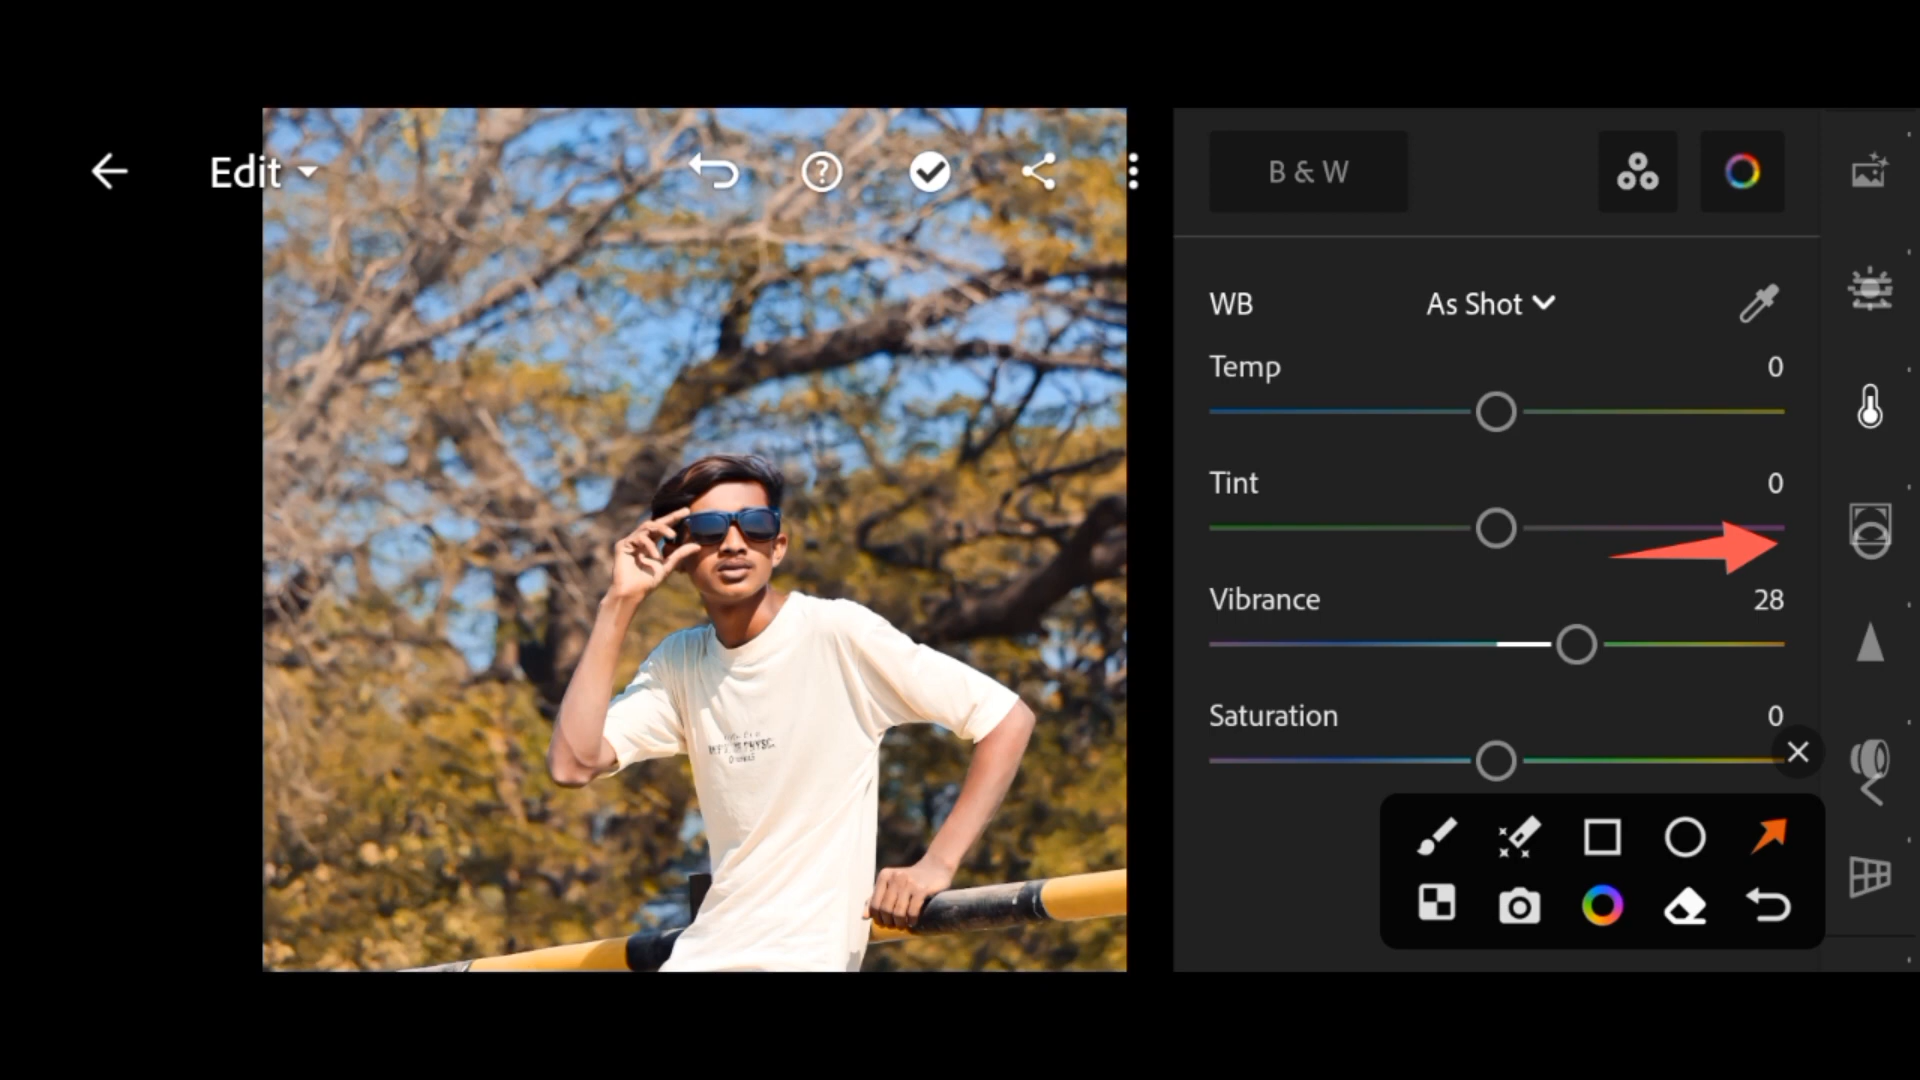 Edit
B & W
WB As Shot
Temp 0
Tint 0
Vibrance 28
Saturation 0